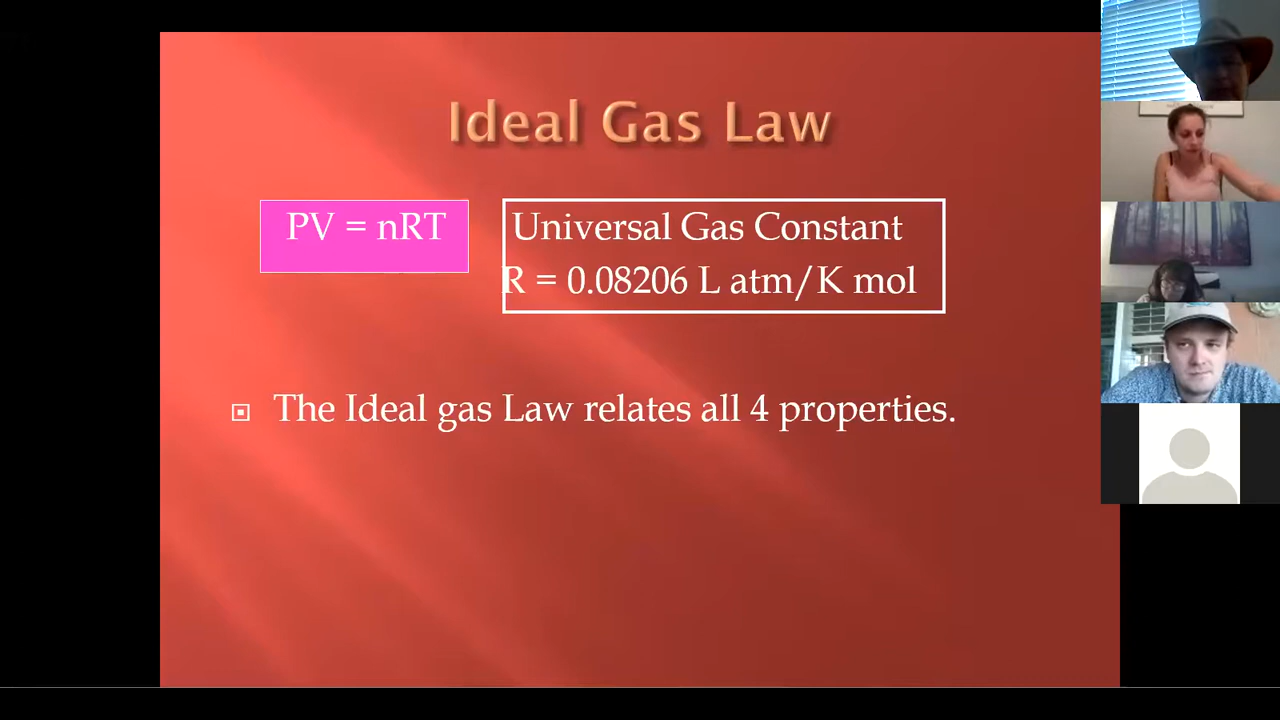 Ideal Gas Law
PV = nRT
Universal Gas Constant
R = 0.08206 L atm/K mol
The Ideal gas Law relates all 4 properties.